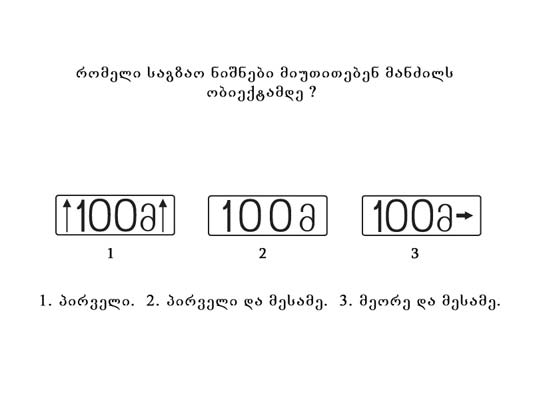 რომელი საგზაო ნიშნები მიუთითებენ მანძილს
ობიექტამდე ?
↑100მ↑ 100მ 100მ→
1 2 3
1. პირველი. 2. პირველი და მესამე. 3. მეორე და მესამე.